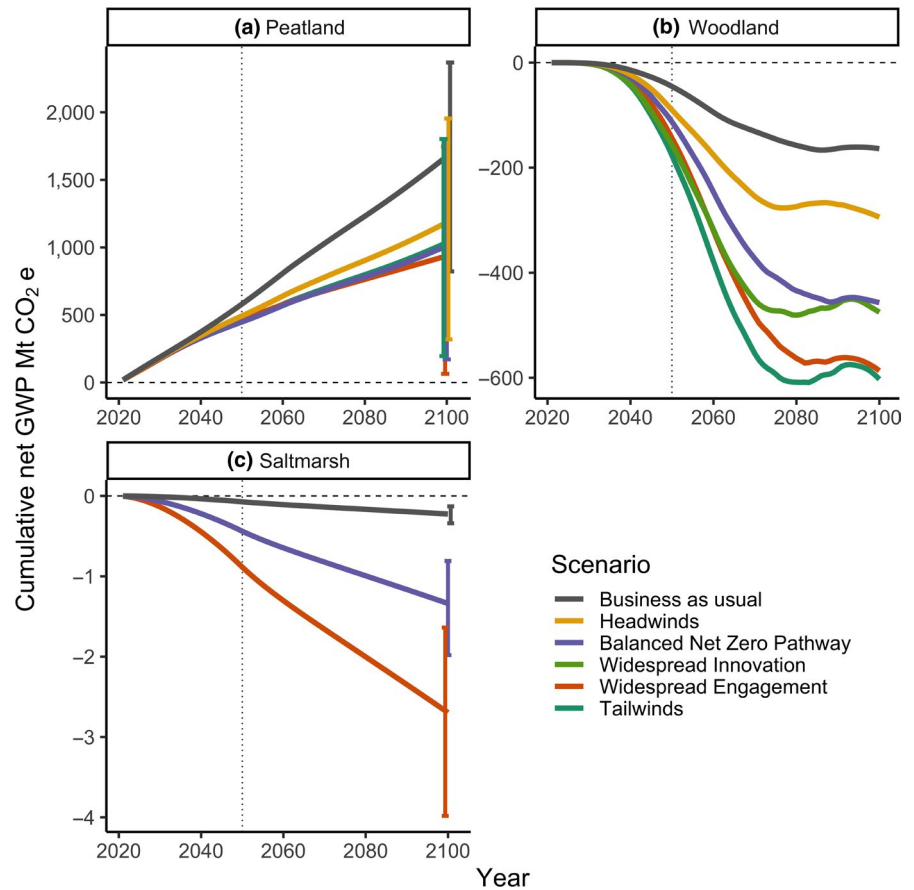 (a) Peatland
(b) Woodland
Cumulative net GWP Mt CO₂ e
2,000
1,500
1,000
500
0
2020 2040 2060 2080 2100
0
−200
−400
−600
2020 2040 2060 2080 2100
(c) Saltmarsh
0
−1
−2
−3
−4
2020 2040 2060 2080 2100
Year
Scenario
Business as usual
Headwinds
Balanced Net Zero Pathway
Widespread Innovation
Widespread Engagement
Tailwinds